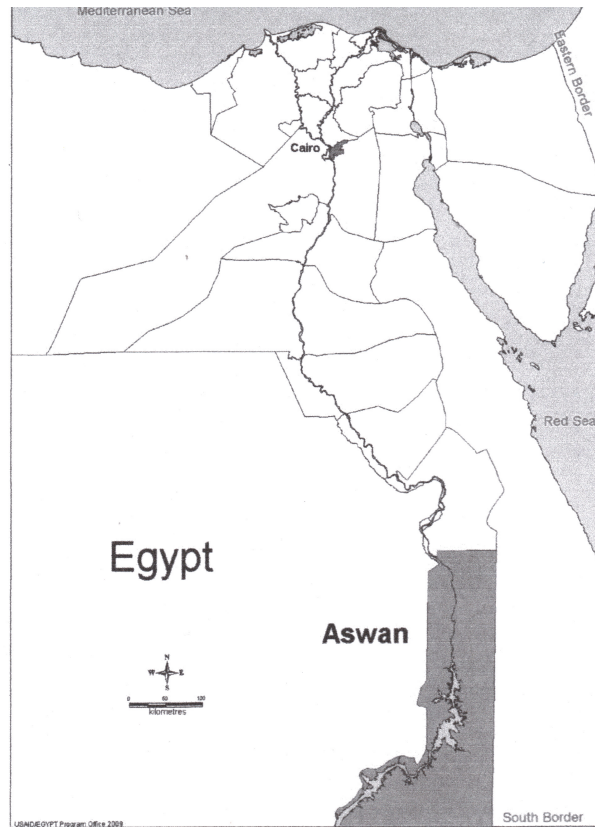 Mediterranean Sea
Eastern Border
Cairo
Red Sea
Egypt
Aswan
N
W E
S
0 50 100
kilometres
South Border
USAID/EGYPT Program Office 2009